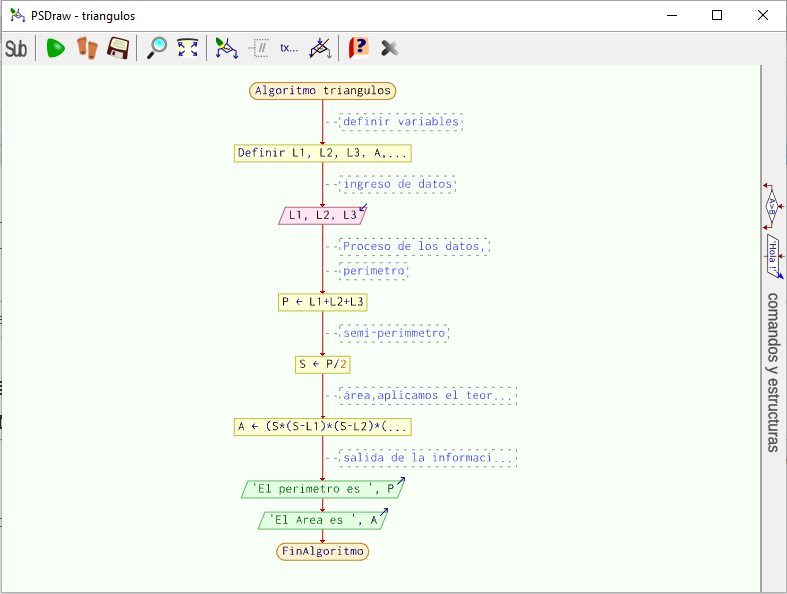 PSDraw - triangulos
Sub
//
tx...
?
Algoritmo triangulos
definir variables
Definir L1, L2, L3, A,...
ingreso de datos
L1, L2, L3
Proceso de los datos,
perimetro
P ← L1+L2+L3
semi-perimmetro
S ← P/2
área,aplicamos el teor...
A ← (S*(S-L1)*(S-L2)*(...
salida de la informaci...
'El perimetro es ', P
'El Area es ', A
FinAlgoritmo
A>B
'Hola !'
comandos y estructuras